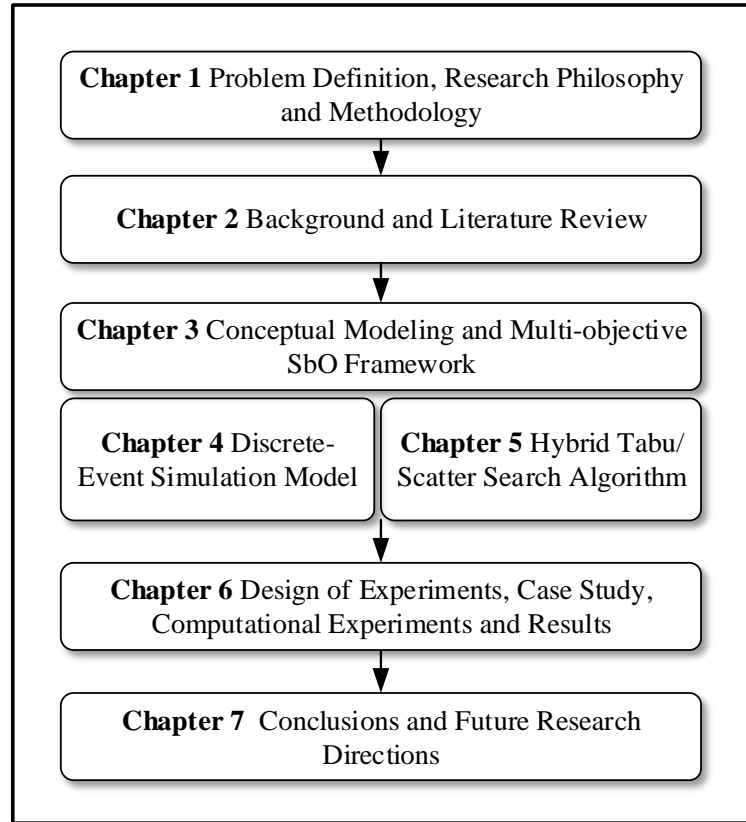 Chapter 1 Problem Definition, Research Philosophy
and Methodology
Chapter 2 Background and Literature Review
Chapter 3 Conceptual Modeling and Multi-objective
SbO Framework
Chapter 4 Discrete-
Event Simulation Model
Chapter 5 Hybrid Tabu/
Scatter Search Algorithm
Chapter 6 Design of Experiments, Case Study,
Computational Experiments and Results
Chapter 7 Conclusions and Future Research
Directions